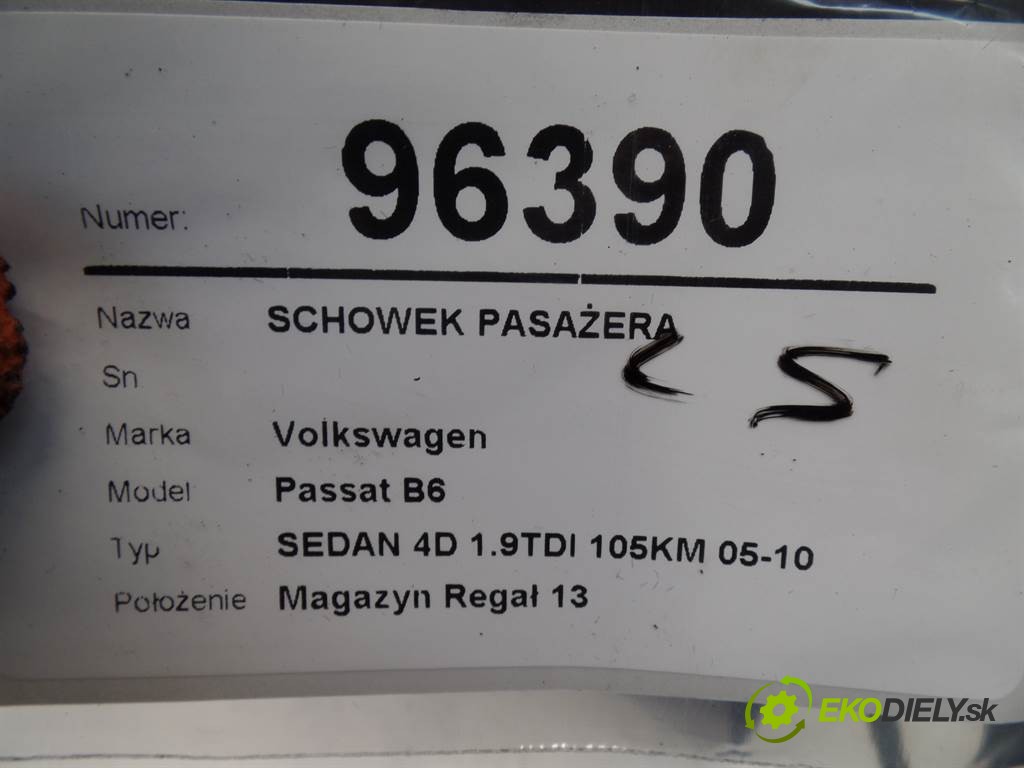 Numer: 96390
Nazwa SCHOWEK PASAŻERA
Sn
Marka Volkswagen
Model Passat B6
Typ SEDAN 4D 1.9TDI 105KM 05-10
Położenie Magazyn Regał 13
EKODIELY.sk